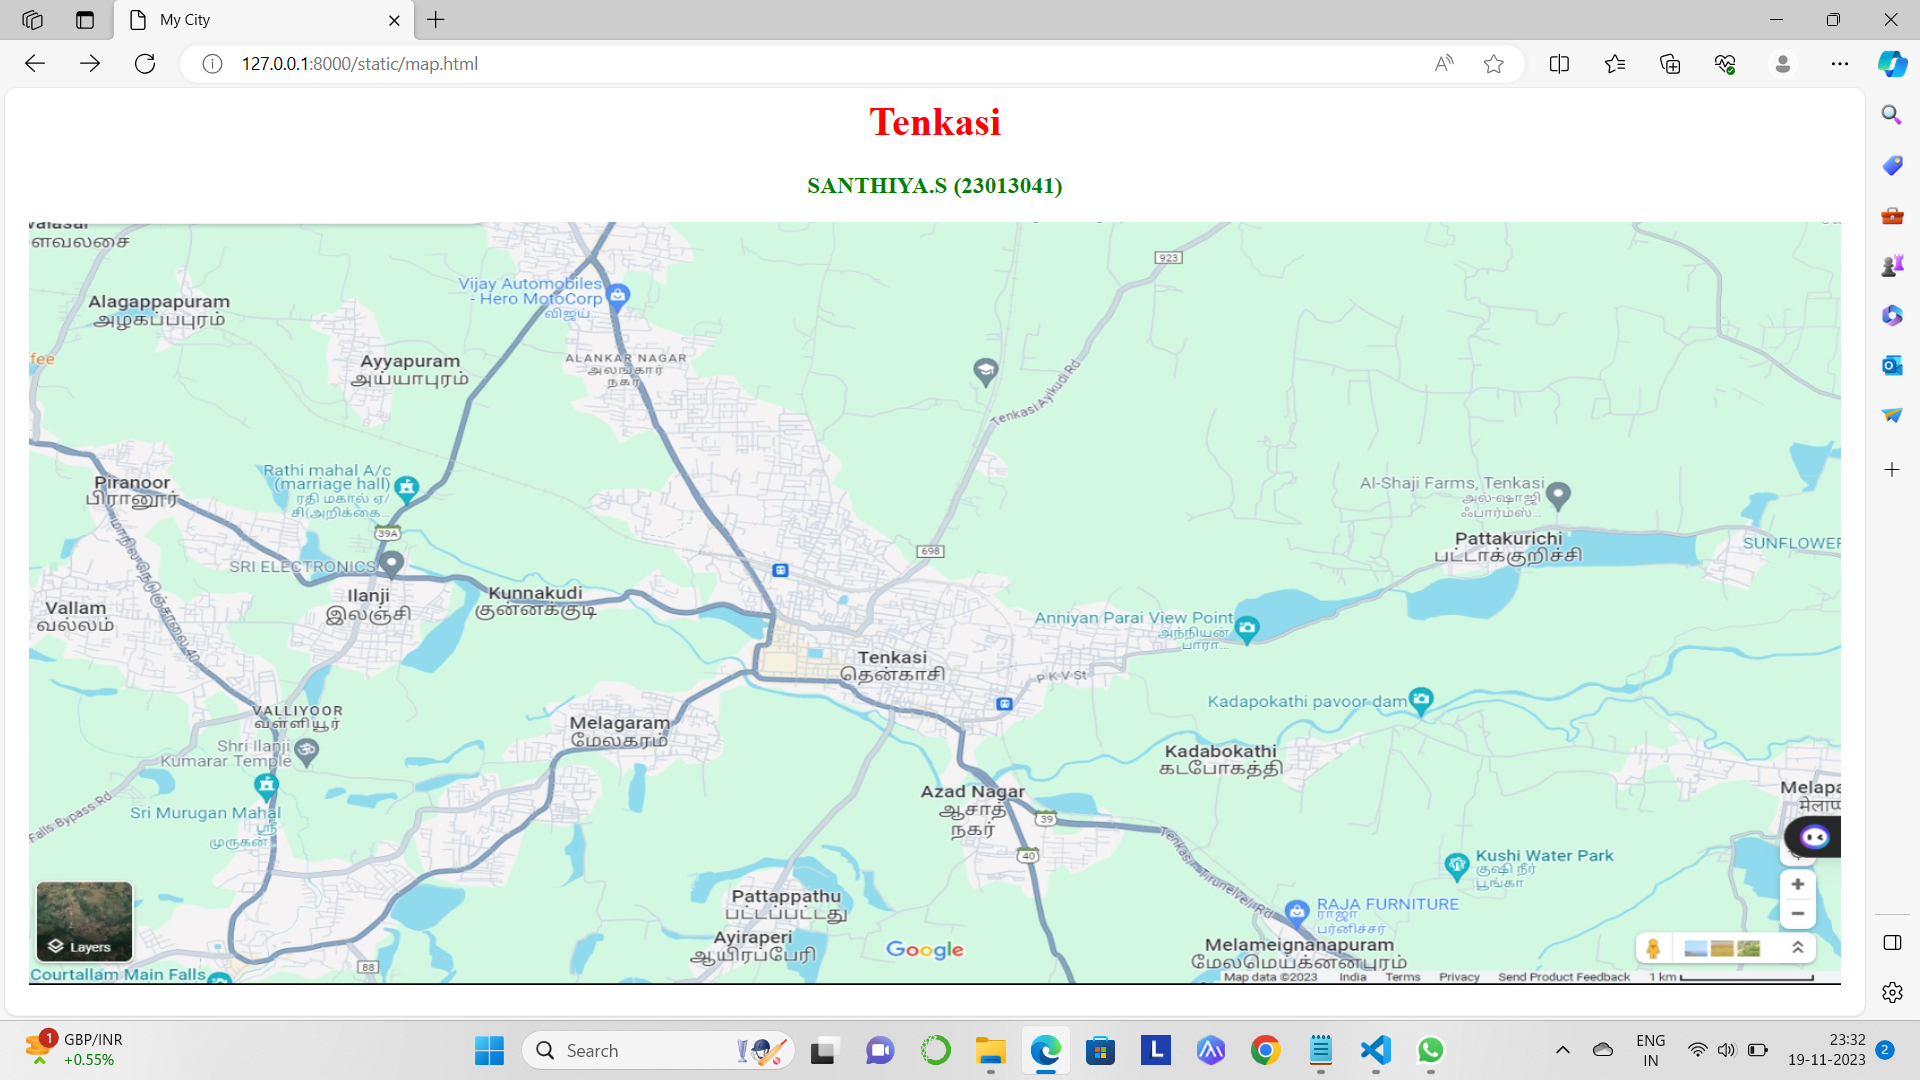 My City
127.0.0.1:8000/static/map.html
Tenkasi
SANTHIYA.S (23013041)
923
Alagappapuram
அழகப்பபுரம்
Vijay Automobiles
- Hero MotoCorp
விஜய்...
ffee
Ayyapuram
அய்யாபுரம்
ALANKAR NAGAR
அலங்கார்
நகர்
Tenkasi Ayikudi Rd
Piranoor
பிரானூர்
Rathi mahal A/c
(marriage hall)
ரதி மகால் ஏ/
சி(அறிக்கை...
Al-Shaji Farms, Tenkasi
அல்-ஷாஜி
ஃபார்ம்ஸ்...
39A
698
Pattakurichi
பட்டாக்குறிச்சி
SUNFLOWER
SRI ELECTRONICS
மாநில நெடுஞ்சாலை 40
Ilanji
இலஞ்சி
Kunnakudi
குன்னக்குடி
Vallam
வல்லம்
Anniyan Parai View Point
அந்நியன்
பாரா...
Tenkasi
தென்காசி
P K V St
Kadapokathi pavoor dam
VALLIYOOR
வள்ளியூர்
Melagaram
மேலகரம்
Shri Ilanji
Kumarar Temple
Kadabokathi
கடபோகத்தி
Falls Bypass Rd
Sri Murugan Mahal
ஸ்ரீ
முருகன்
Azad Nagar
ஆசாத்
நகர்
39
40
Melapa
Tenkasi - Tirunelveli Rd
Kushi Water Park
குஷி நீர்
பூங்கா
Pattappathu
பட்டப்பட்டது
RAJA FURNITURE
ராஜா
பர்னிச்சர்
Ayiraperi
ஆயிரப்பேரி
Google
Melameignanapuram
மேலமெய்க்னனபுரம்
Layers
88
Courtallam Main Falls
Map data ©2023 India Terms Privacy Send Product Feedback 1 km
1
GBP/INR
+0.55%
Search
L
ENG
IN
23:32
19-11-2023
2